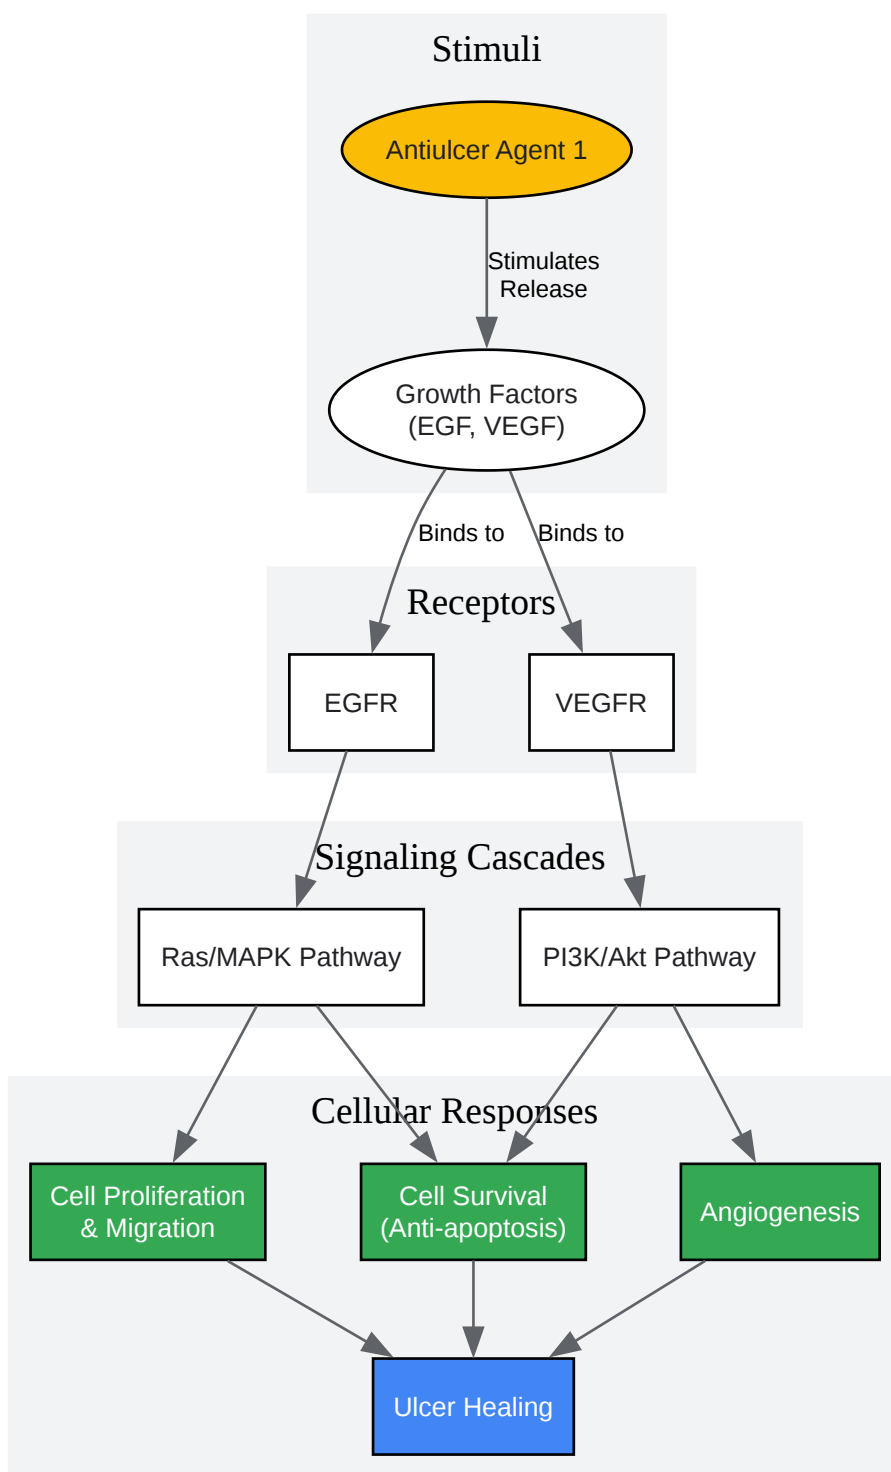 Stimuli
Antiulcer Agent 1
Stimulates
Release
Growth Factors
(EGF, VEGF)
Binds to
Binds to
Receptors
EGFR
VEGFR
Signaling Cascades
Ras/MAPK Pathway
PI3K/Akt Pathway
Cellular Responses
Cell Proliferation
& Migration
Cell Survival
(Anti-apoptosis)
Angiogenesis
Ulcer Healing